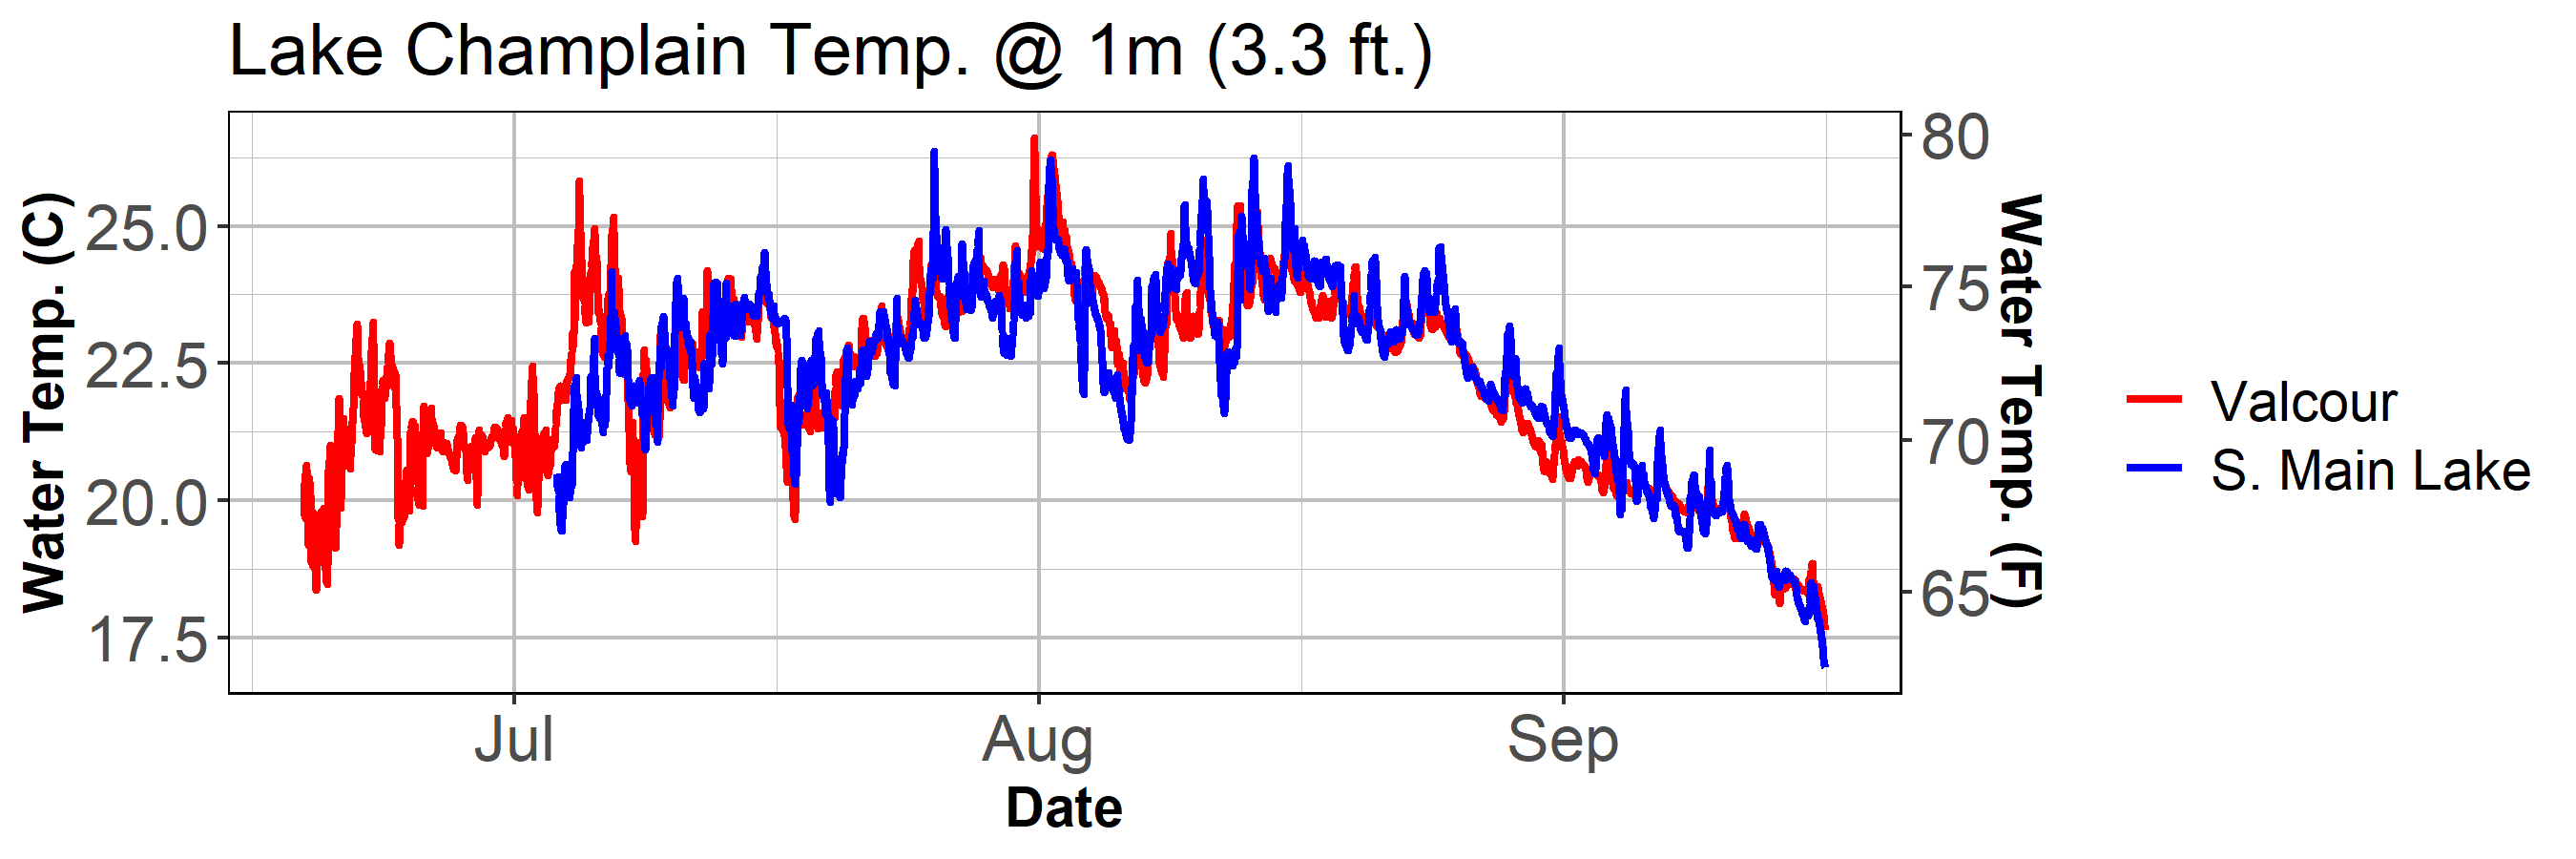 Lake Champlain Temp. @ 1m (3.3 ft.)
Water Temp. (C)
25.0
22.5
20.0
17.5
80
75
70
65
Water Temp. (F)
Jul
Aug
Sep
Date
Valcour
S. Main Lake